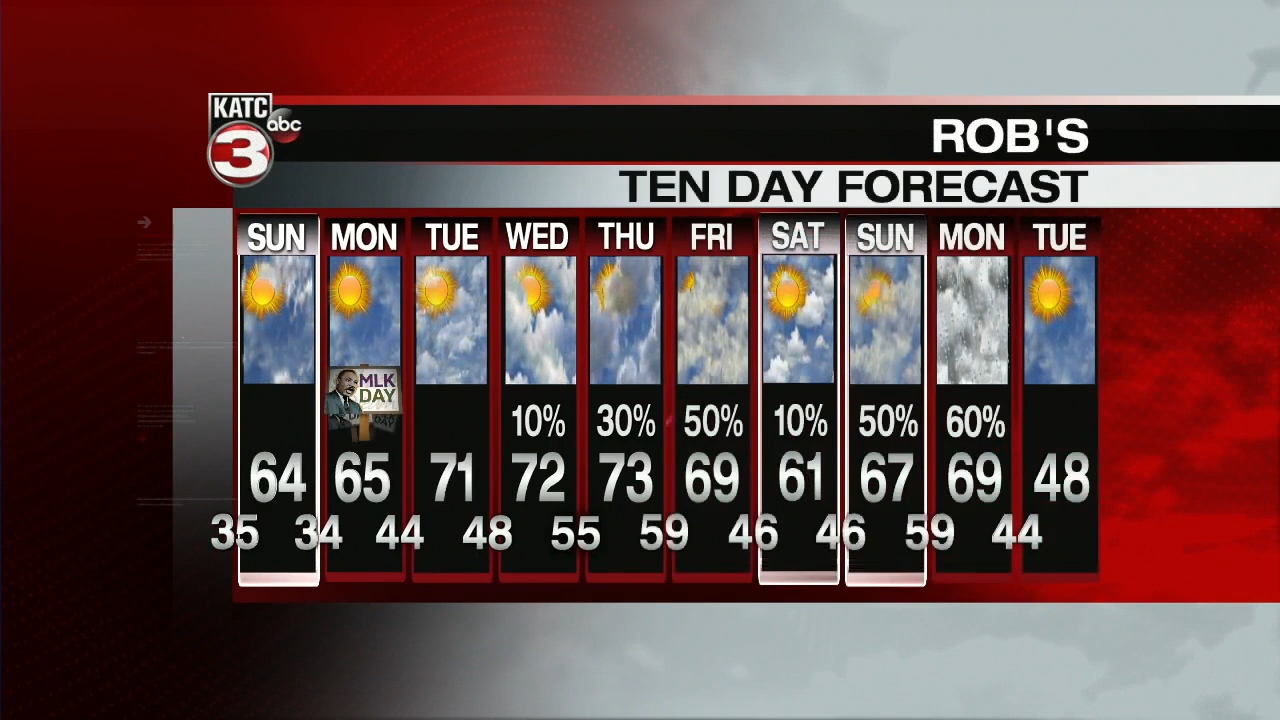 KATC
abc
3
ROB'S
TEN DAY FORECAST
SUN MON TUE WED THU FRI SAT SUN MON TUE
MLK
DAY
10% 30% 50% 10% 50% 60%
64 65 71 72 73 69 61 67 69 48
35 34 44 48 55 59 46 46 59 44